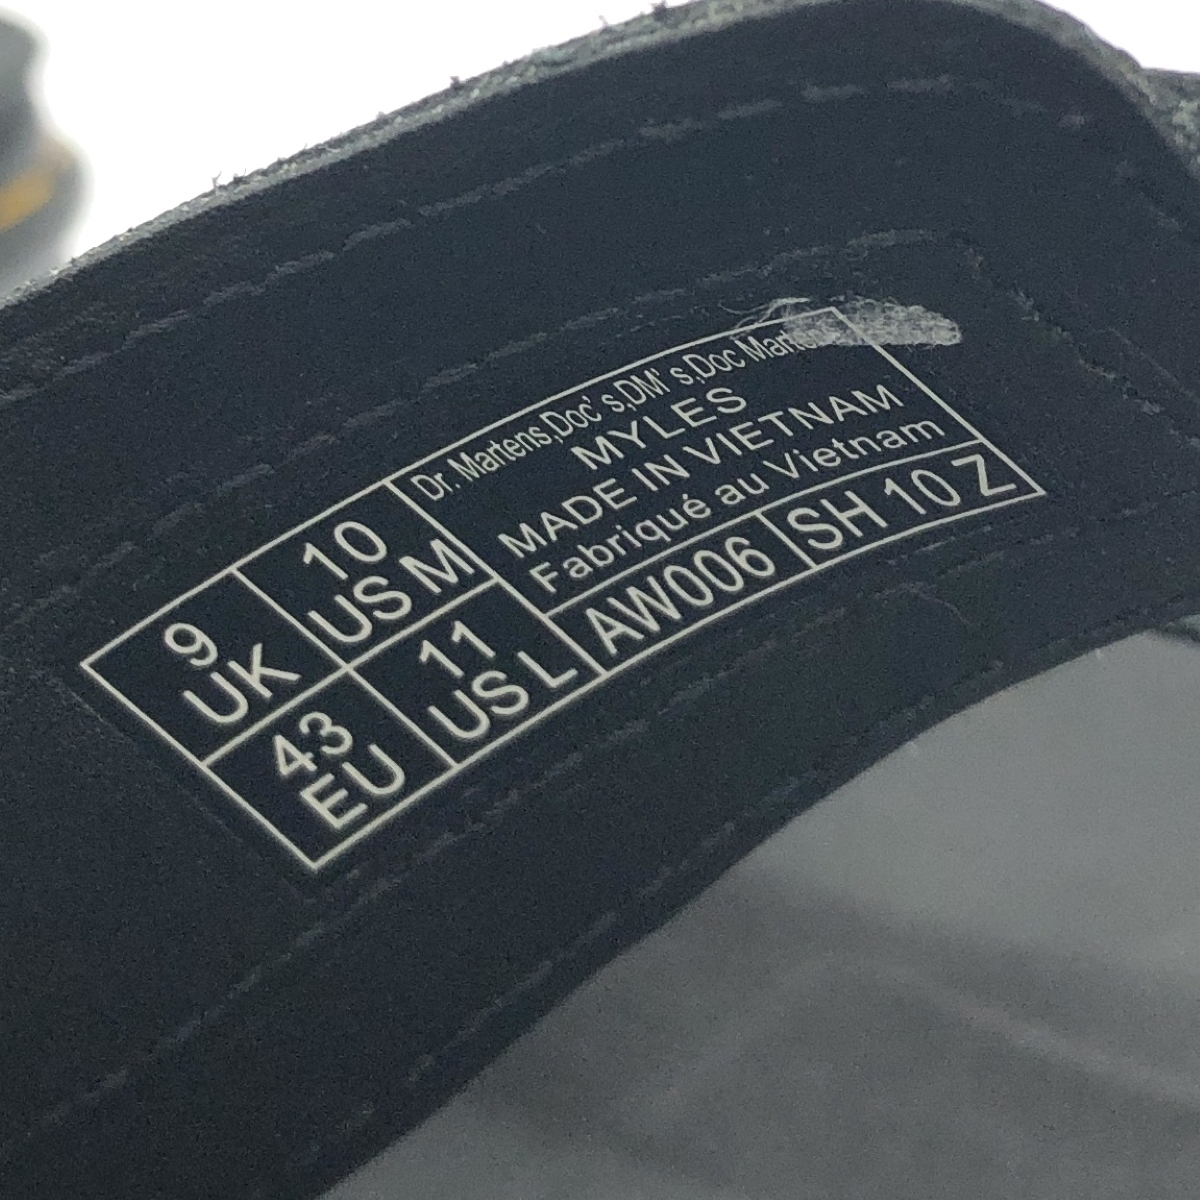 Dr. Martens,Doc's,DM's,Doc Martens
MYLES
MADE IN VIETNAM
Fabriqué au Vietnam
9
UK
10
US M
43
EU
11
US L
AW006
SH 10 Z